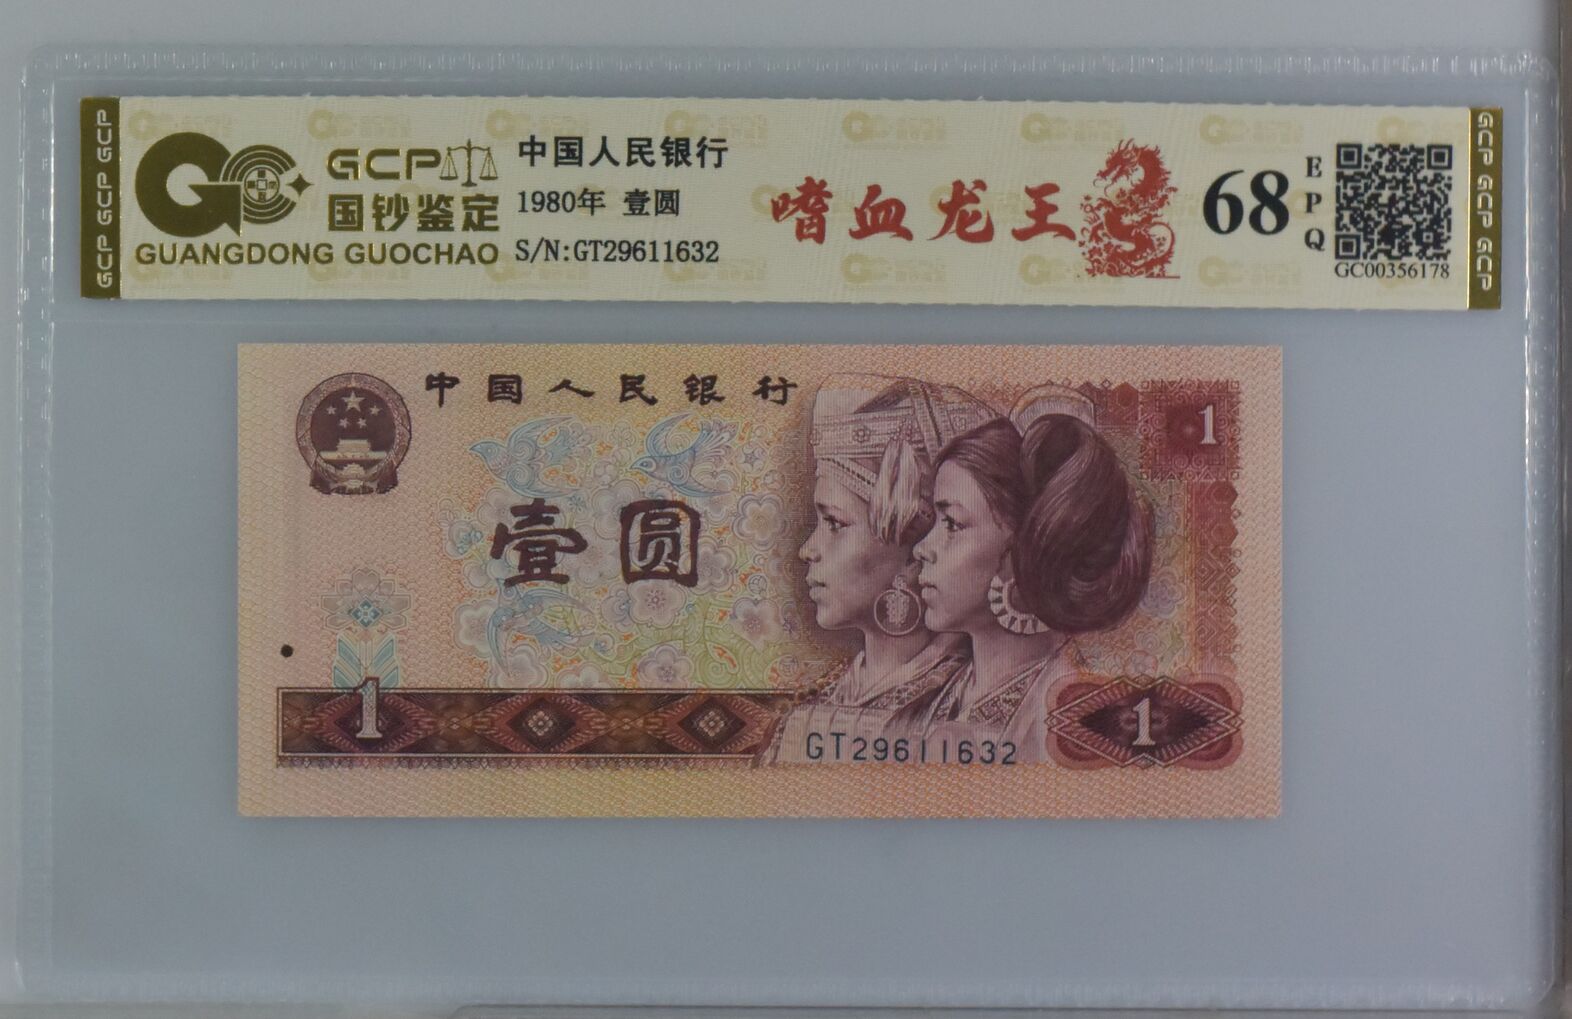 GCP GCP GCP
GCP
国钞鉴定
GUANGDONG GUOCHAO
中国人民银行
1980年 壹圆
S/N:GT29611632
嗜血龙王
68
EPQ
GC00356178
GCP GCP GCP
中国人民银行
1
壹圆
1
GT29611632
1